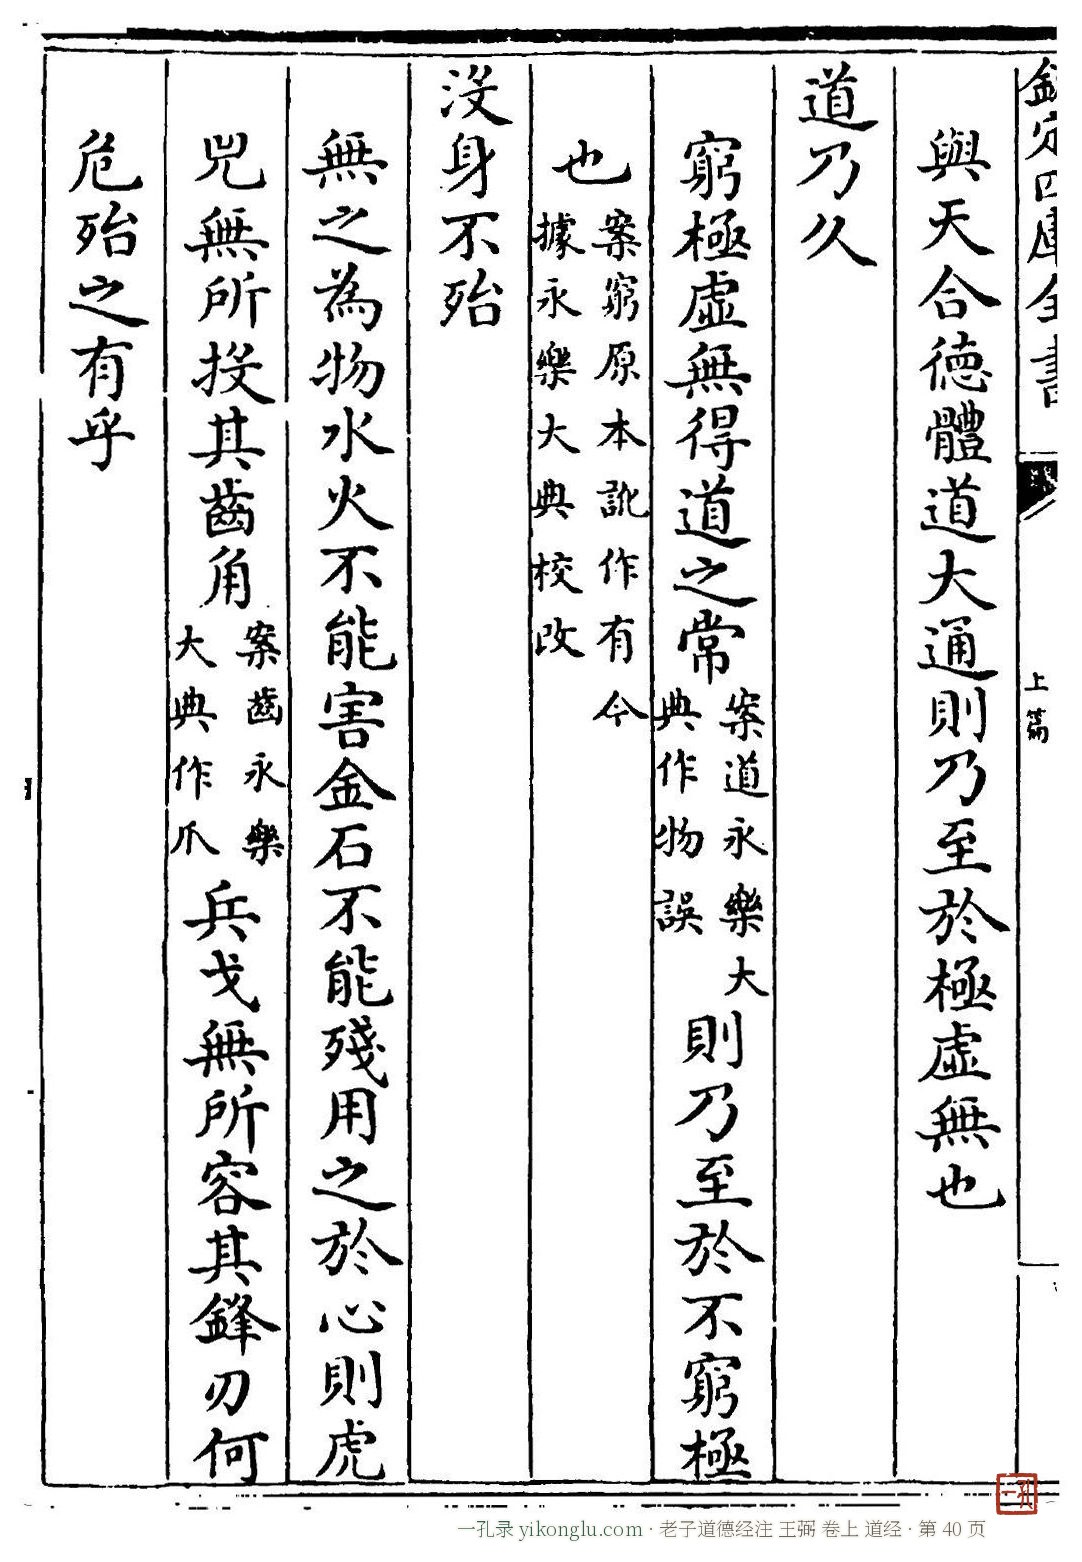 欽定四庫全書
上篇
與天合德體道大通則乃至於極虛無也
道乃久
窮極虛無得道之常案道永樂大典作物誤則乃至於不窮極
也案窮原本訛作有今據永樂大典校改
沒身不殆
無之為物水火不能害金石不能殘用之於心則虎
兕無所投其齒角案齒永樂大典作爪兵戈無所容其鋒刃何
危殆之有乎
一孔录 yikonglu.com · 老子道德经注 王弼 卷上 道经 · 第 40 页